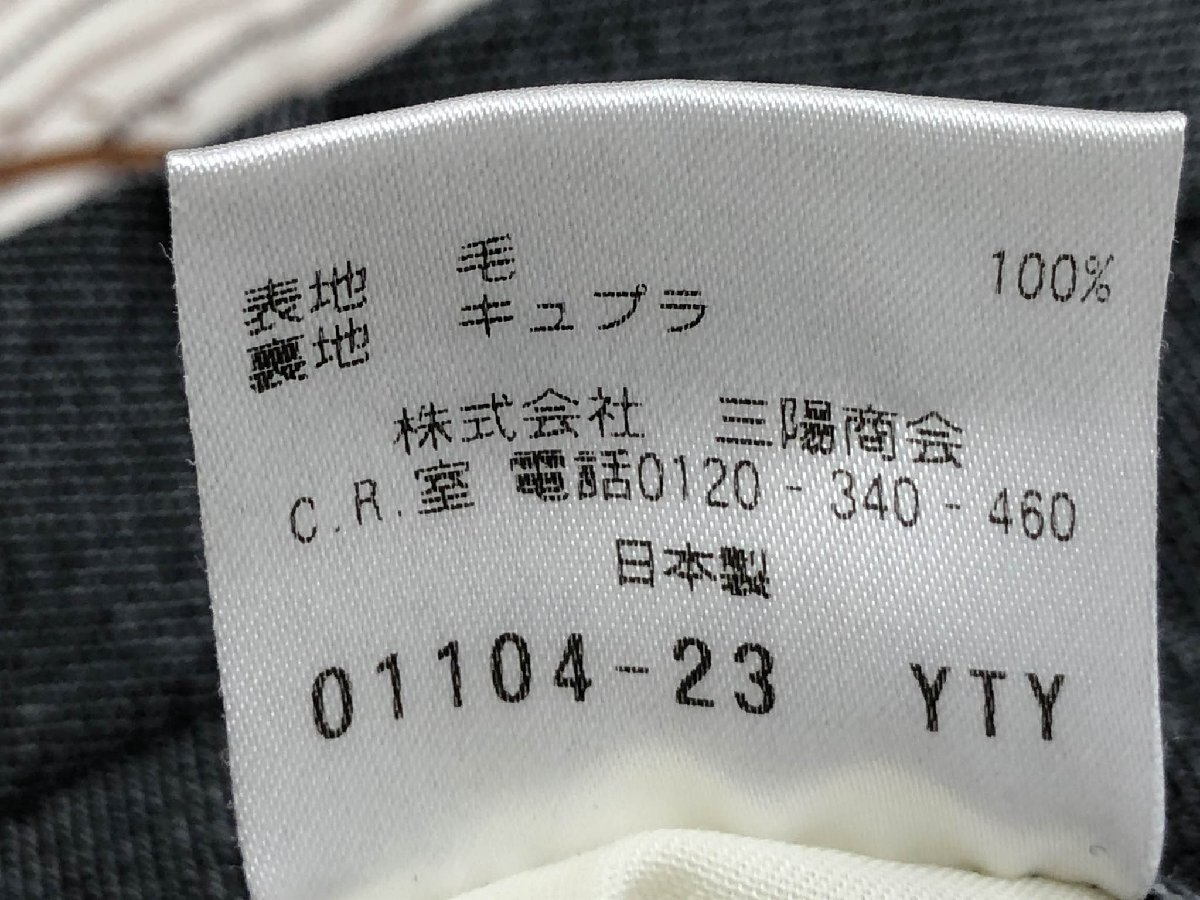 表地 毛 100%
裏地 キュプラ
株式会社 三陽商会
C.R.室 電話0120-340-460
日本製
01104-23 YTY